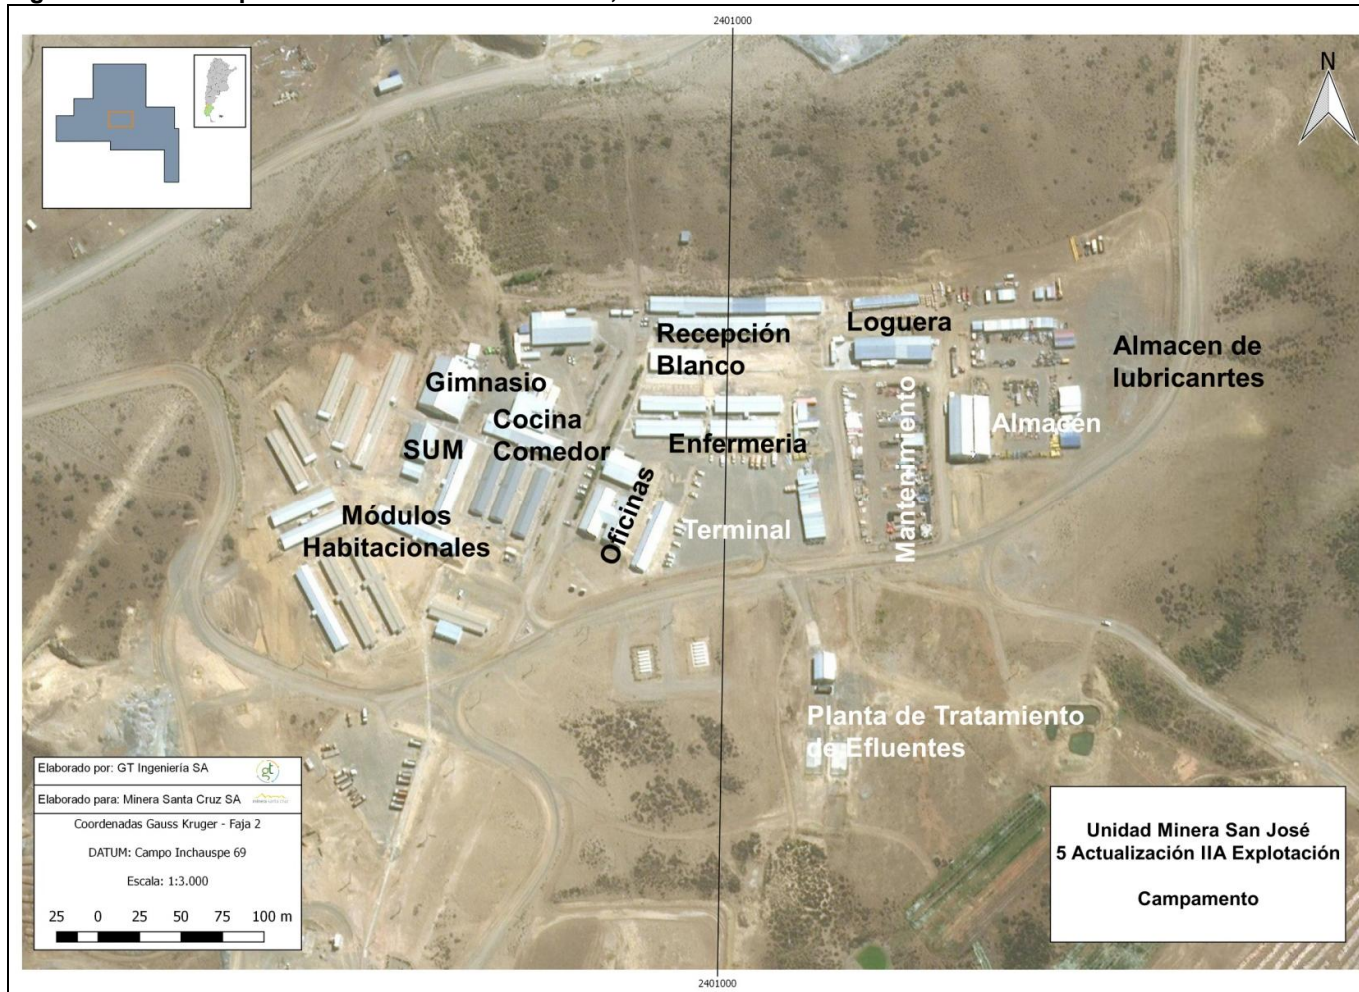 2401000
N
Recepción
Blanco
Loguera
Almacen de
lubricanrtes
Gimnasio
Cocina
Comedor
SUM
Enfermeria
Mantenimiento
Almacén
Oficinas
Terminal
Módulos
Habitacionales
Planta de Tratamiento
de Efluentes
Elaborado por: GT Ingeniería SA
gt
Elaborado para: Minera Santa Cruz SA
Coordenadas Gauss Kruger - Faja 2
DATUM: Campo Inchauspe 69
Escala: 1:3.000
25 0 25 50 75 100 m
Unidad Minera San José
5 Actualización IIA Explotación
Campamento
2401000